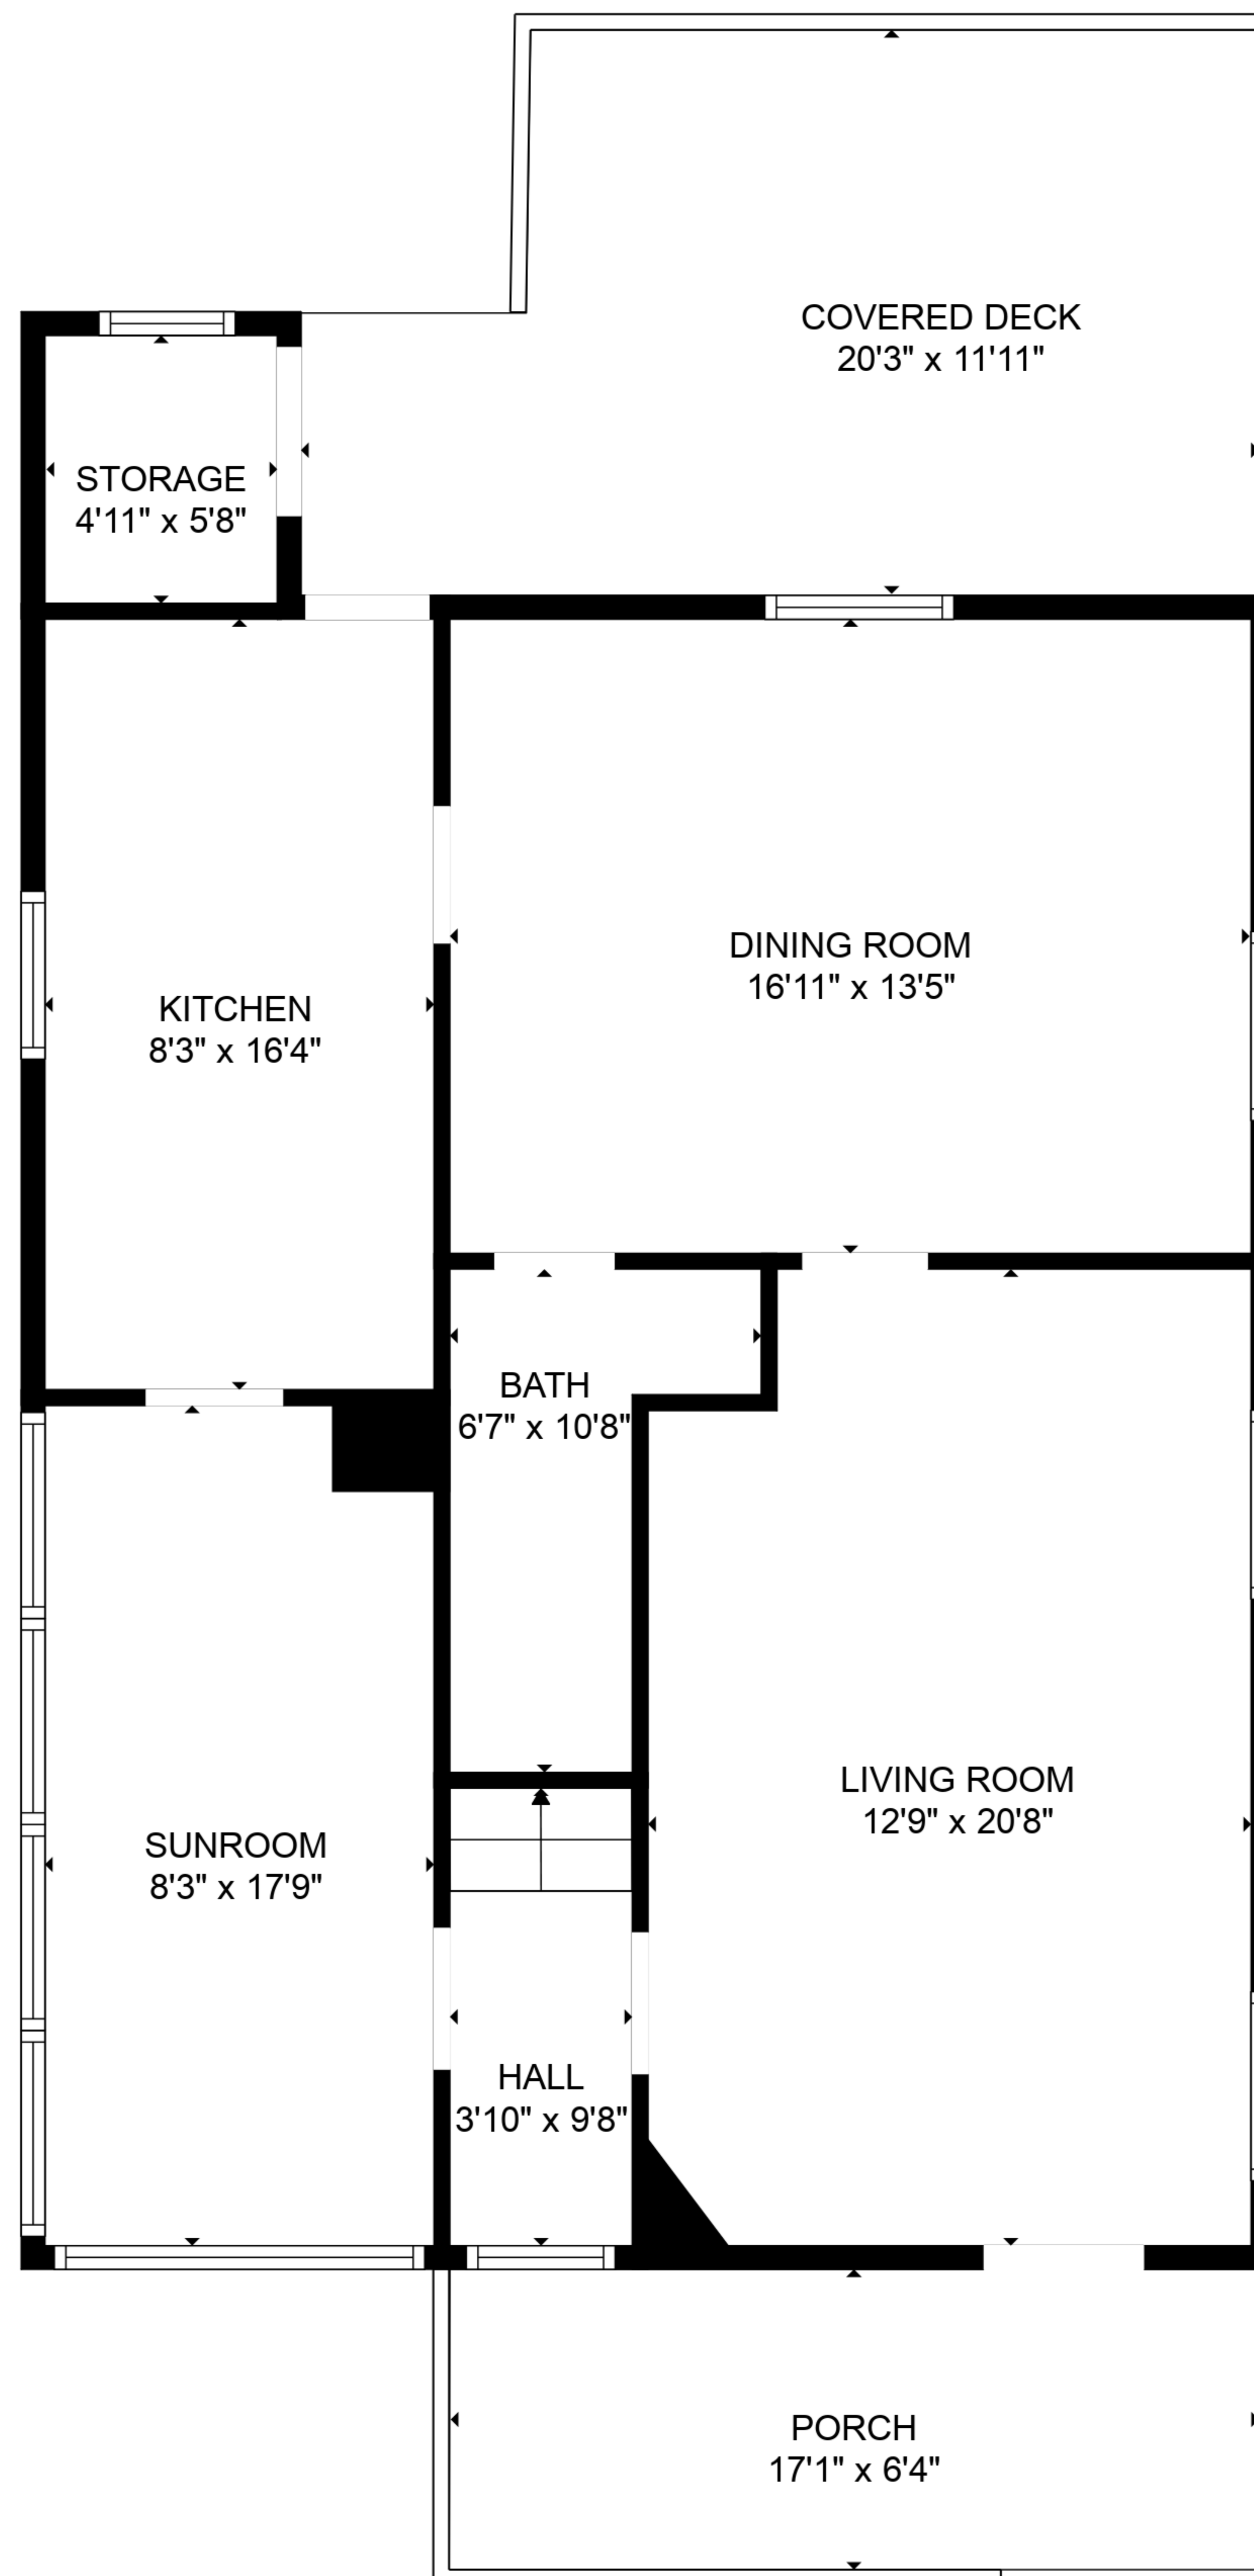 COVERED DECK
20'3" x 11'11"
STORAGE
4'11" x 5'8"
DINING ROOM
16'11" x 13'5"
KITCHEN
8'3" x 16'4"
BATH
6'7" x 10'8"
LIVING ROOM
12'9" x 20'8"
SUNROOM
8'3" x 17'9"
HALL
3'10" x 9'8"
PORCH
17'1" x 6'4"